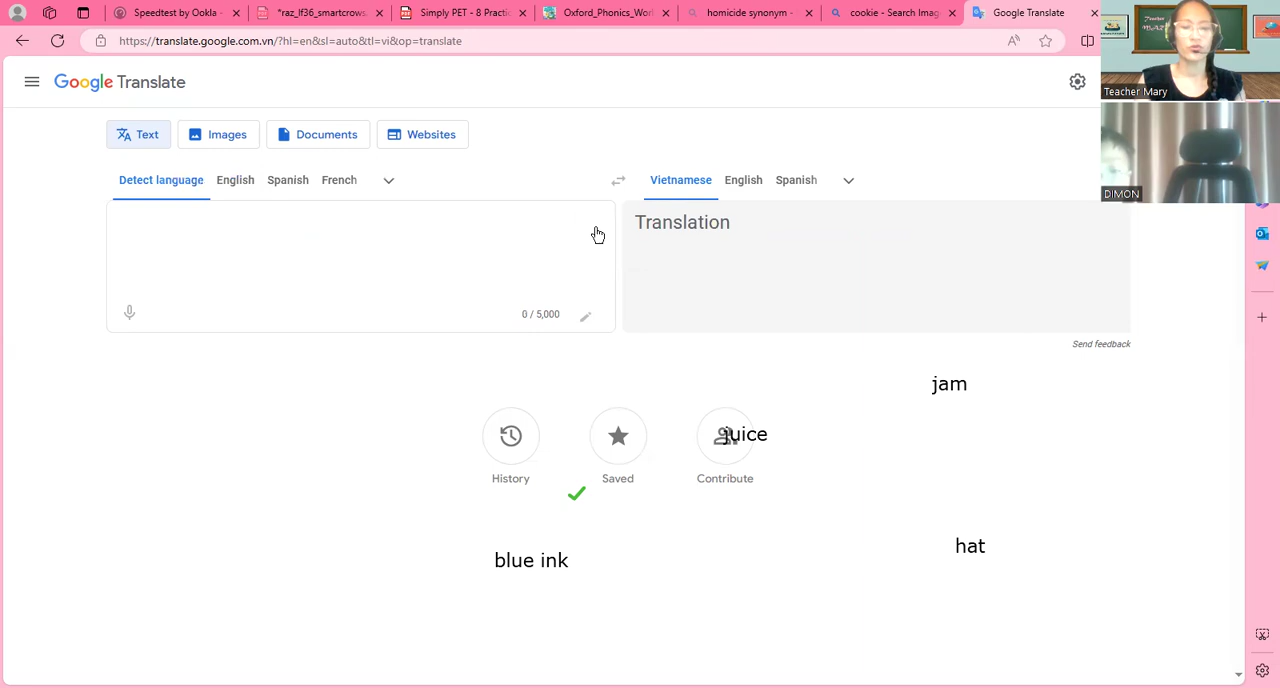 Speedtest by Ookla -
*raz_lf36_smartcrows.
Simply PET - 8 Practic
Oxford_Phonics_Worl
homicide synonym -
cookie - Search Imag
Google Translate
https://translate.google.com.vn/?hl=en&sl=auto&tl=vi&op=translate
Teacher Mary
DIMON
Google Translate
Text
Images
Documents
Websites
Detect language
English
Spanish
French
Vietnamese
English
Spanish
Translation
0 / 5,000
Send feedback
jam
juice
History
Saved
Contribute
hat
blue ink